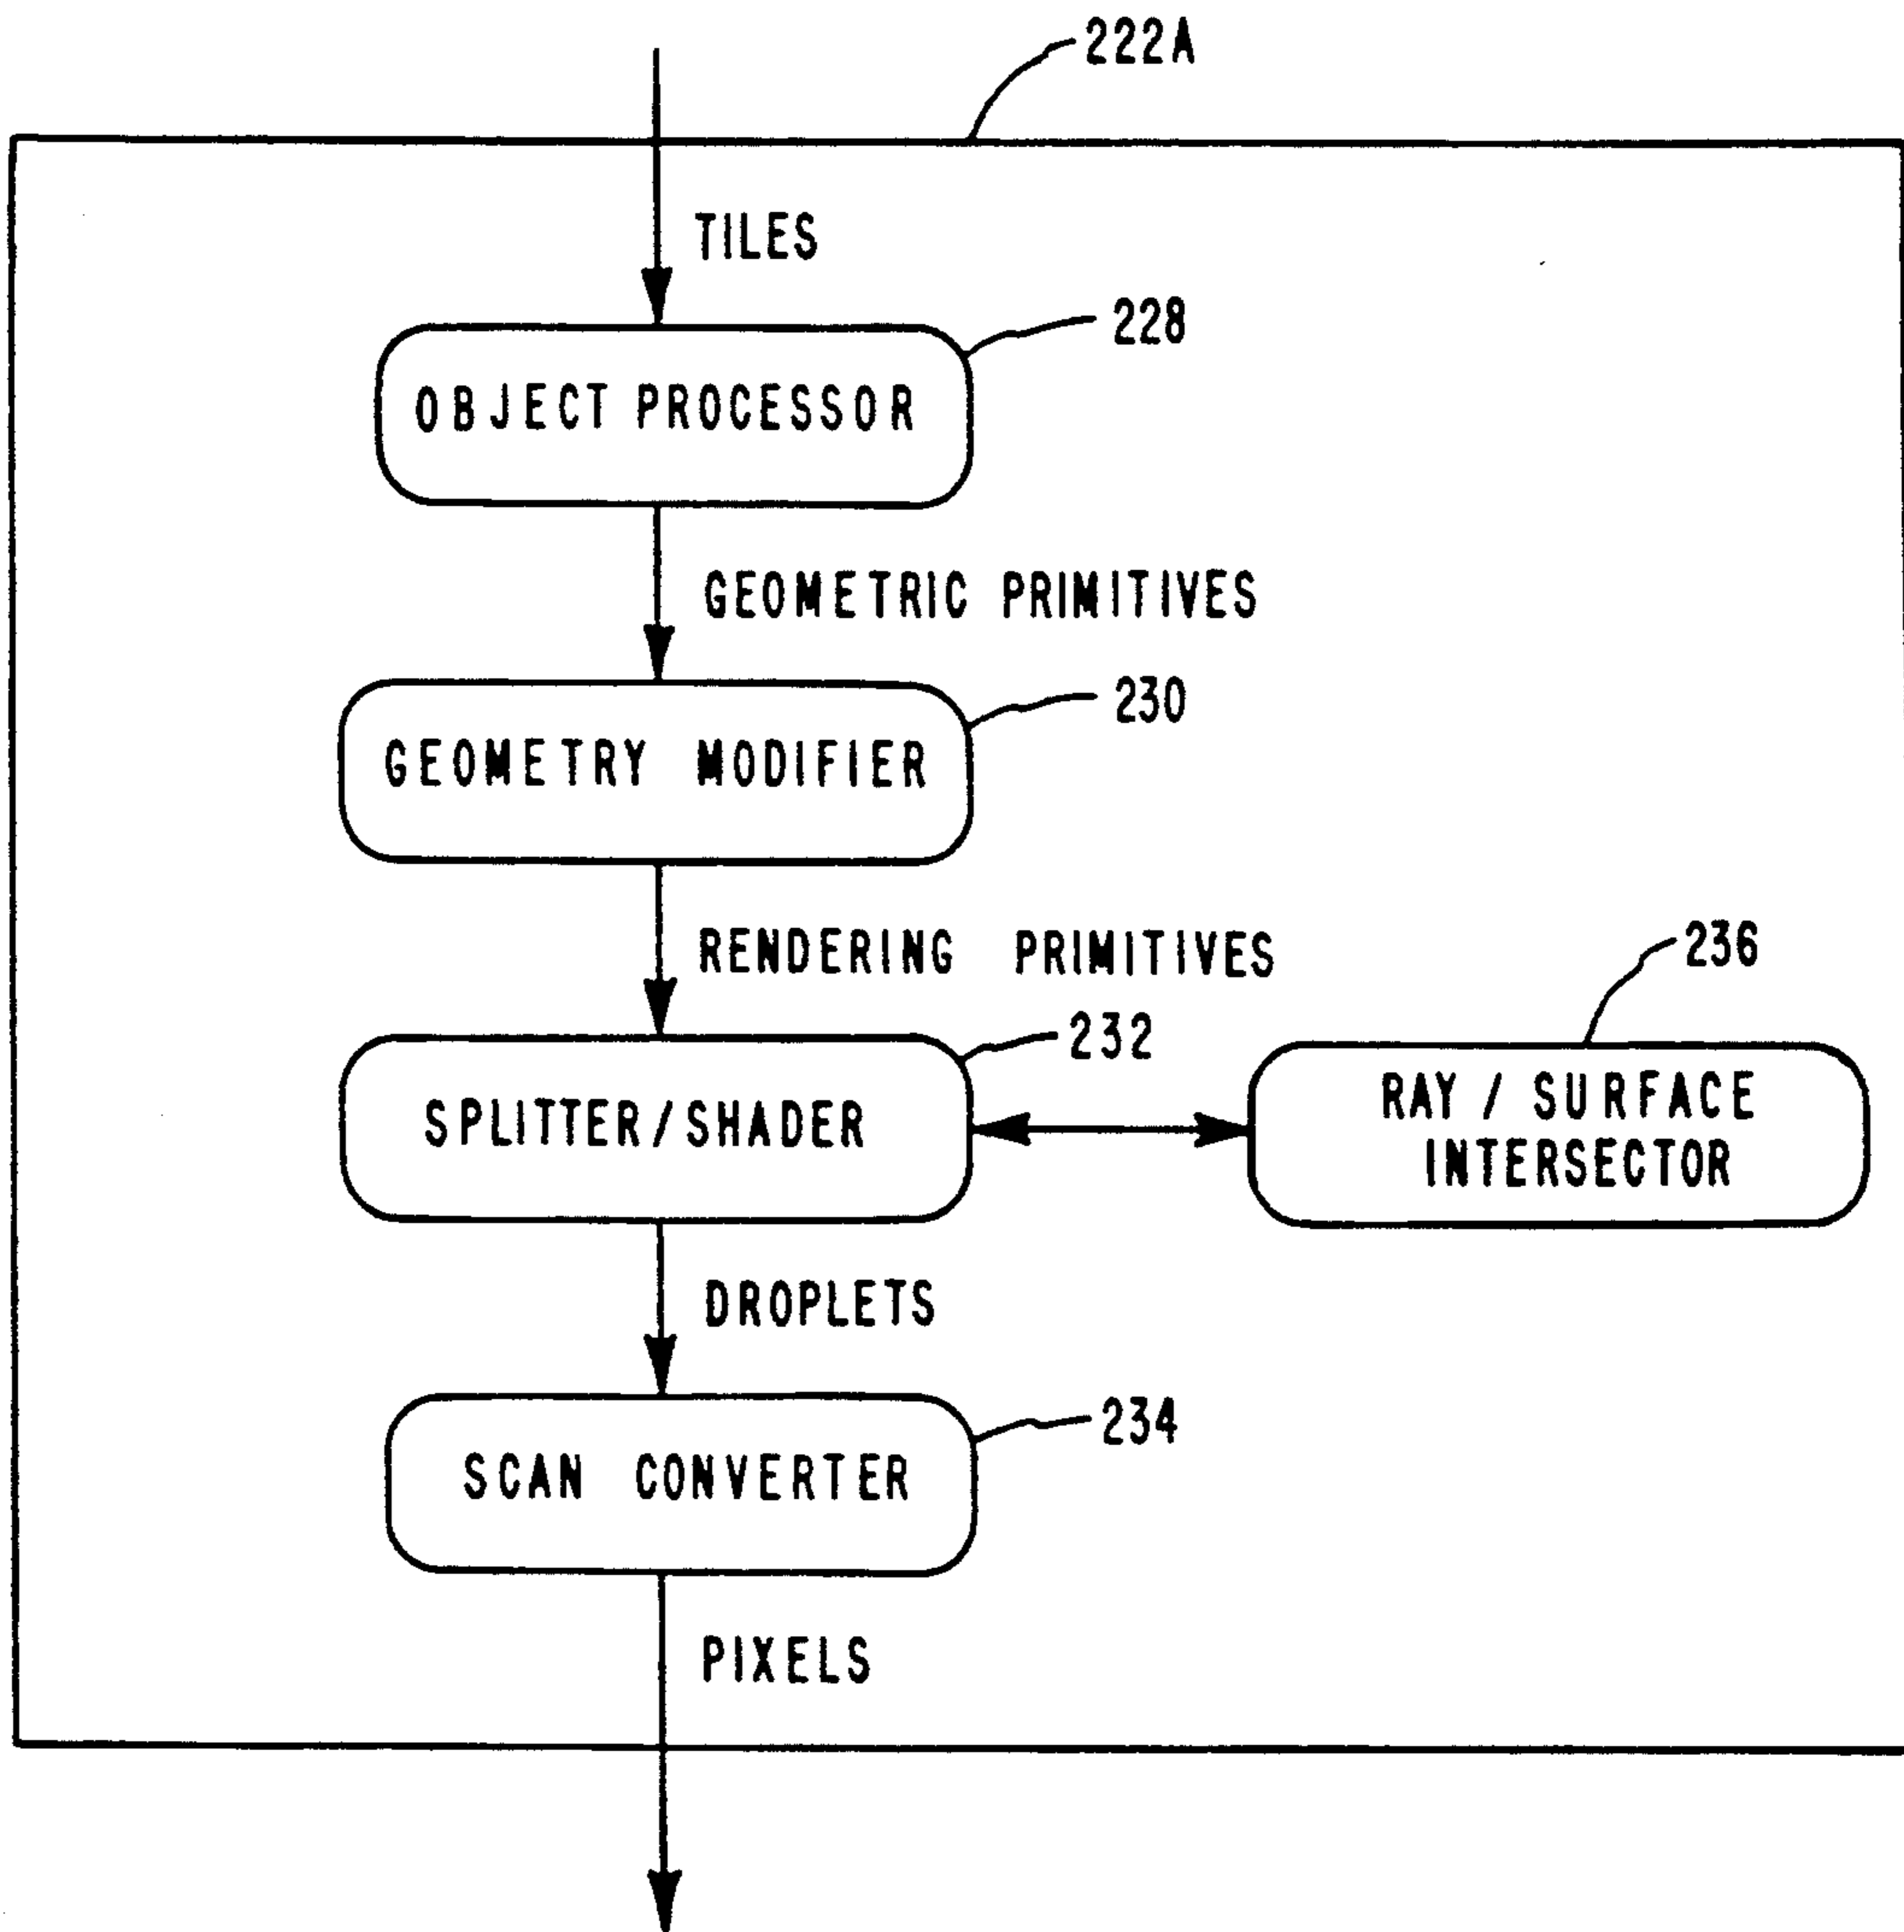 222A
TILES
228
OBJECT PROCESSOR
GEOMETRIC PRIMITIVES
230
GEOMETRY MODIFIER
RENDERING PRIMITIVES
236
232
RAY / SURFACE
INTERSECTOR
SPLITTER/SHADER
DROPLETS
234
SCAN CONVERTER
PIXELS